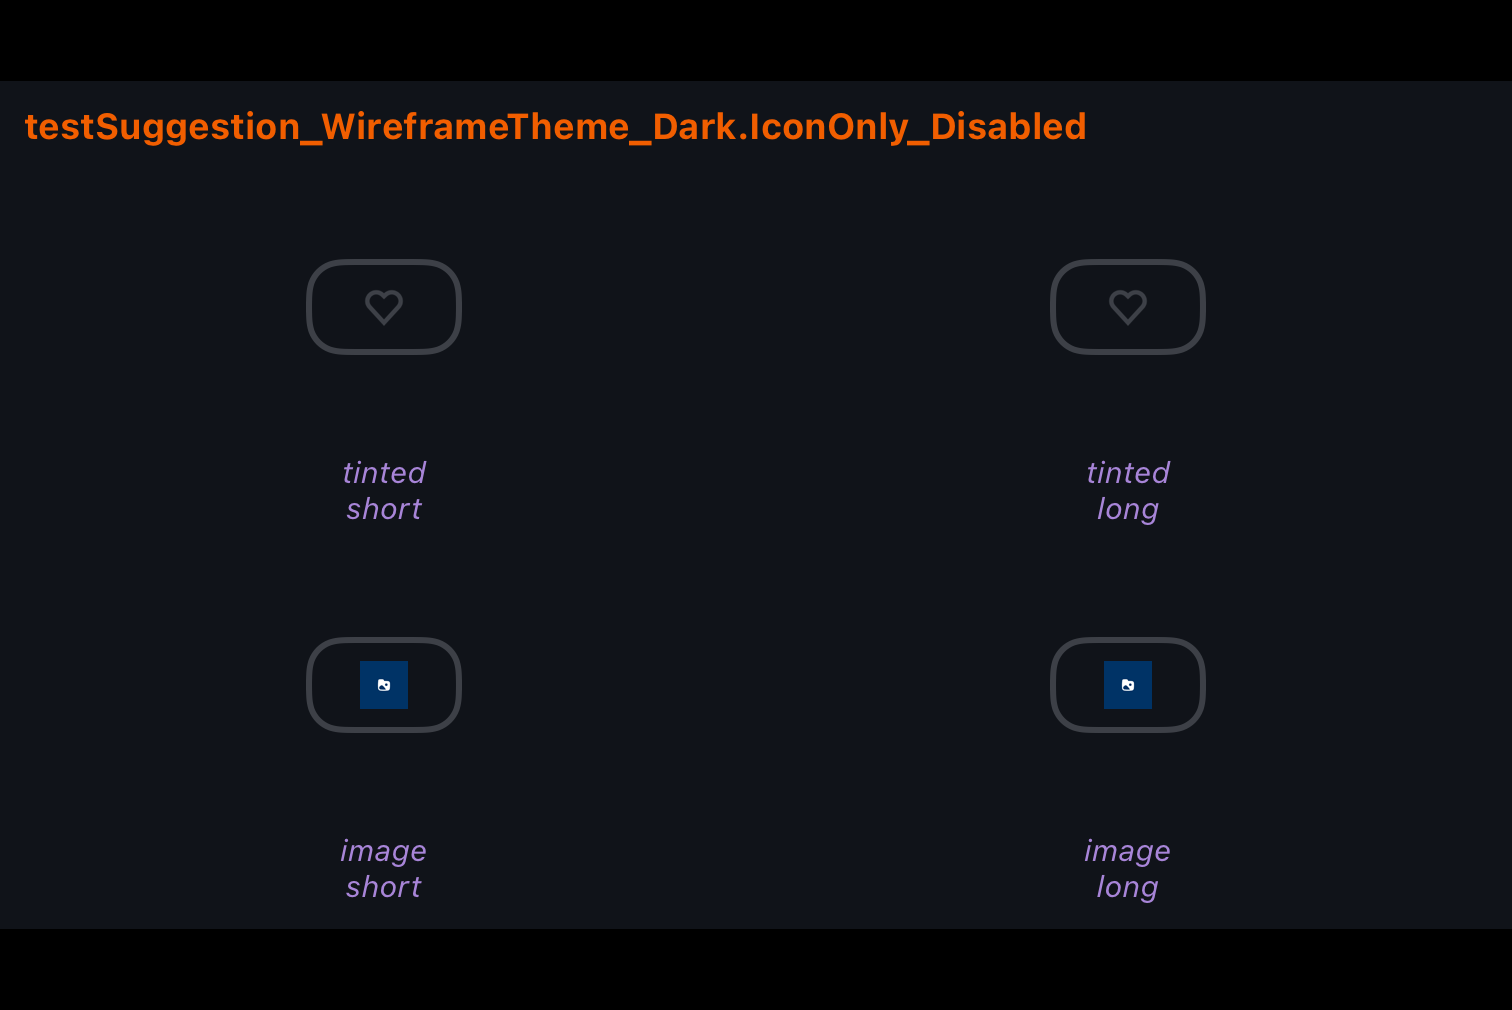 testSuggestion_WireframeTheme_Dark.IconOnly_Disabled
tinted
short
tinted
long
image
short
image
long